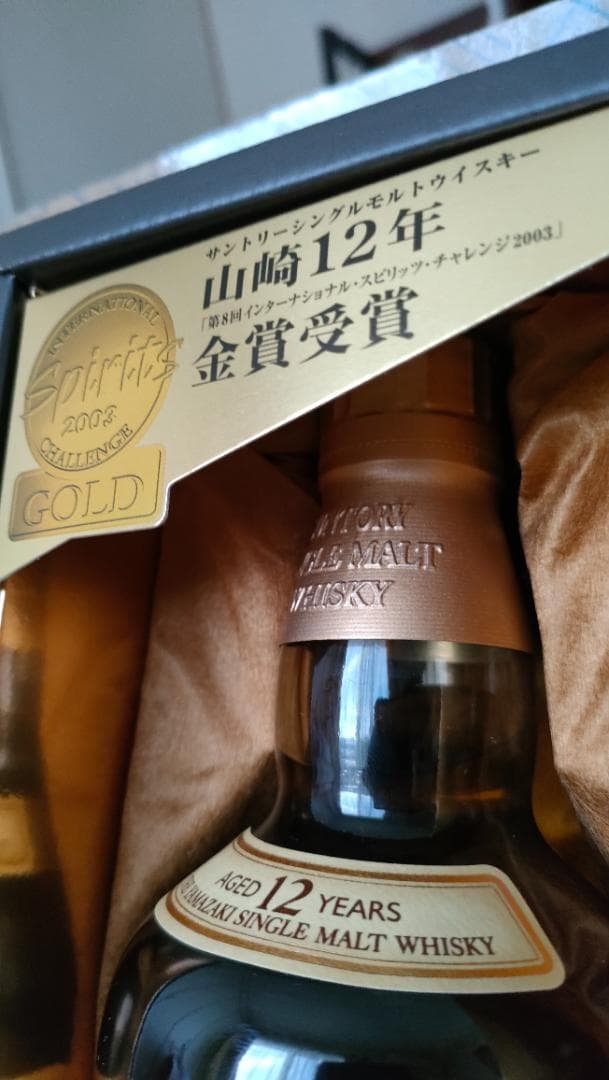 サントリーシングルモルトウイスキー
山崎12年
「第8回インターナショナル・スピリッツ・チャレンジ2003」
金賞受賞
INTERNATIONAL
Spirits
2003
CHALLENGE
GOLD
SINGLE MALT
WHISKY
AGED 12 YEARS
YAMAZAKI SINGLE MALT WHISKY